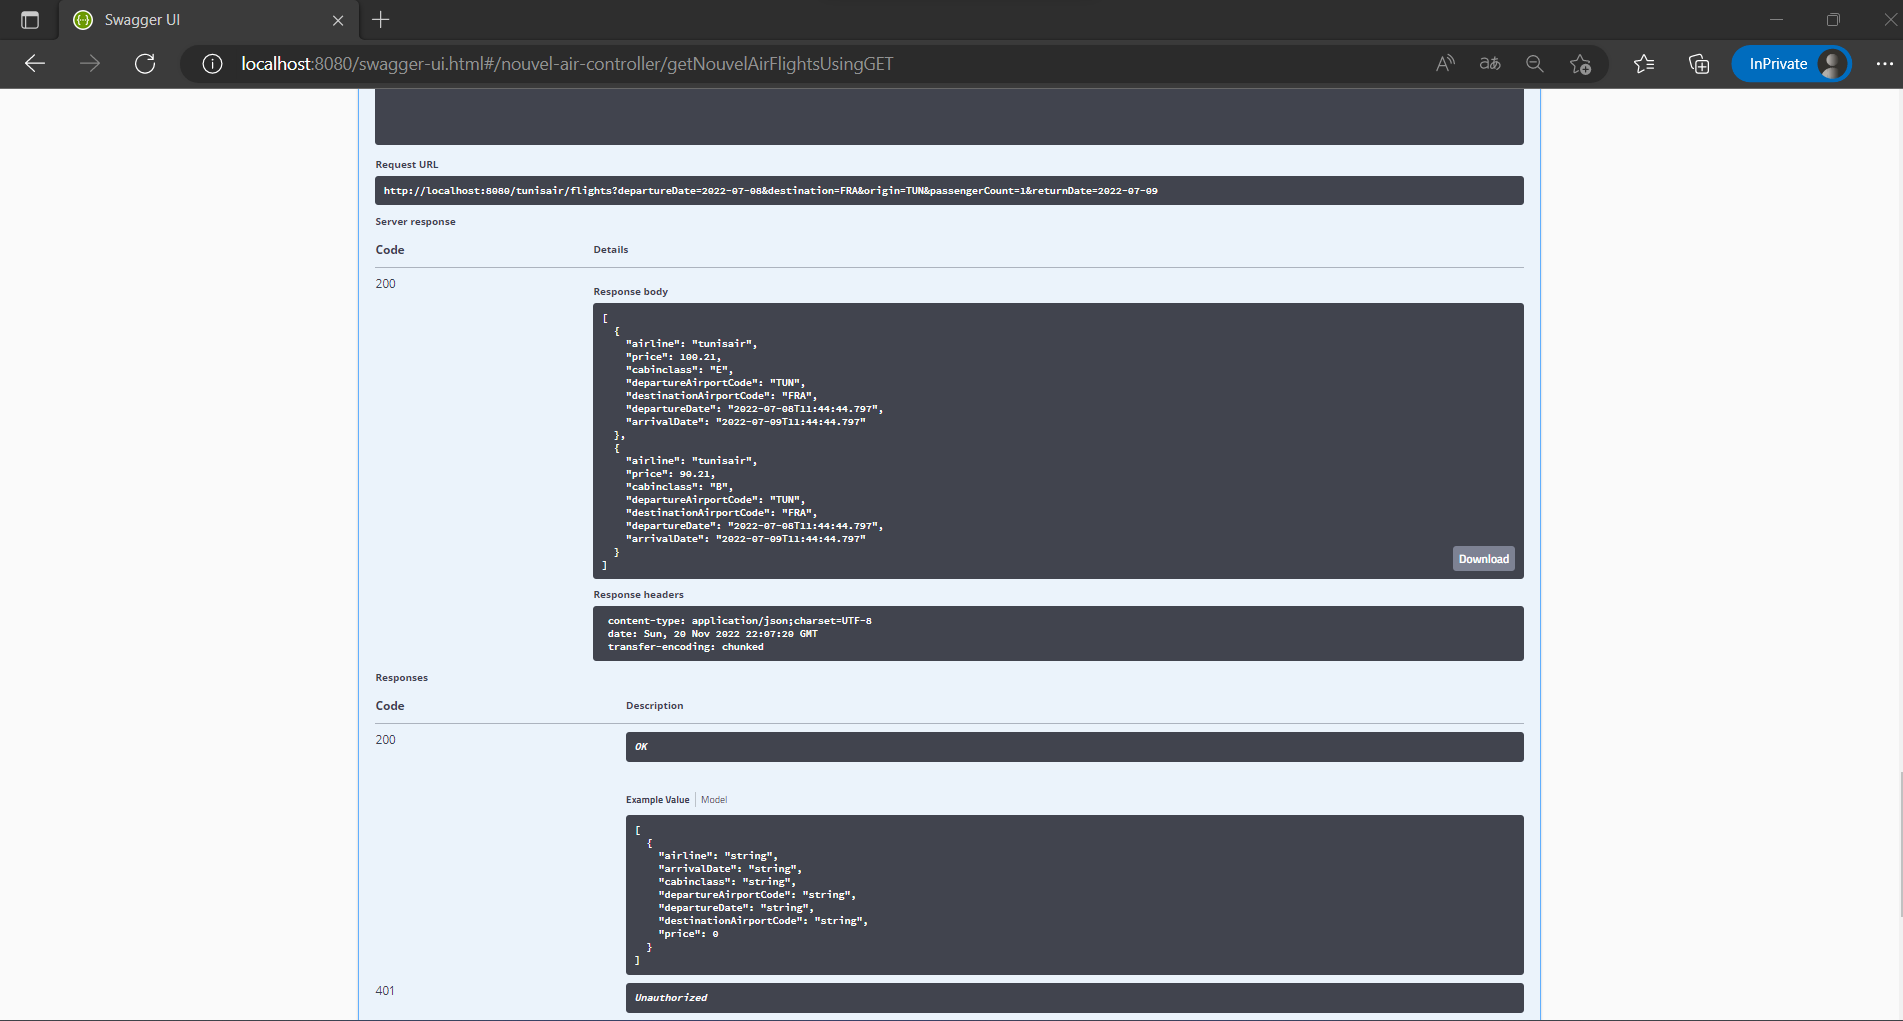 Swagger UI
localhost:8080/swagger-ui.html#/nouvel-air-controller/getNouvelAirFlightsUsingGET
InPrivate
Request URL
http://localhost:8080/tunisair/flights?departureDate=2022-07-08&destination=FRA&origin=TUN&passengerCount=1&returnDate=2022-07-09
Server response
Code Details
200
Response body
[
{
"airline": "tunisair",
"price": 100.21,
"cabinclass": "E",
"departureAirportCode": "TUN",
"destinationAirportCode": "FRA",
"departureDate": "2022-07-08T11:44:44.797",
"arrivalDate": "2022-07-09T11:44:44.797"
},
{
"airline": "tunisair",
"price": 90.21,
"cabinclass": "B",
"departureAirportCode": "TUN",
"destinationAirportCode": "FRA",
"departureDate": "2022-07-08T11:44:44.797",
"arrivalDate": "2022-07-09T11:44:44.797"
}
]
Download
Response headers
content-type: application/json;charset=UTF-8
date: Sun, 20 Nov 2022 22:07:20 GMT
transfer-encoding: chunked
Responses
Code Description
200
OK
Example Value Model
[
{
"airline": "string",
"arrivalDate": "string",
"cabinclass": "string",
"departureAirportCode": "string",
"departureDate": "string",
"destinationAirportCode": "string",
"price": 0
}
]
401
Unauthorized